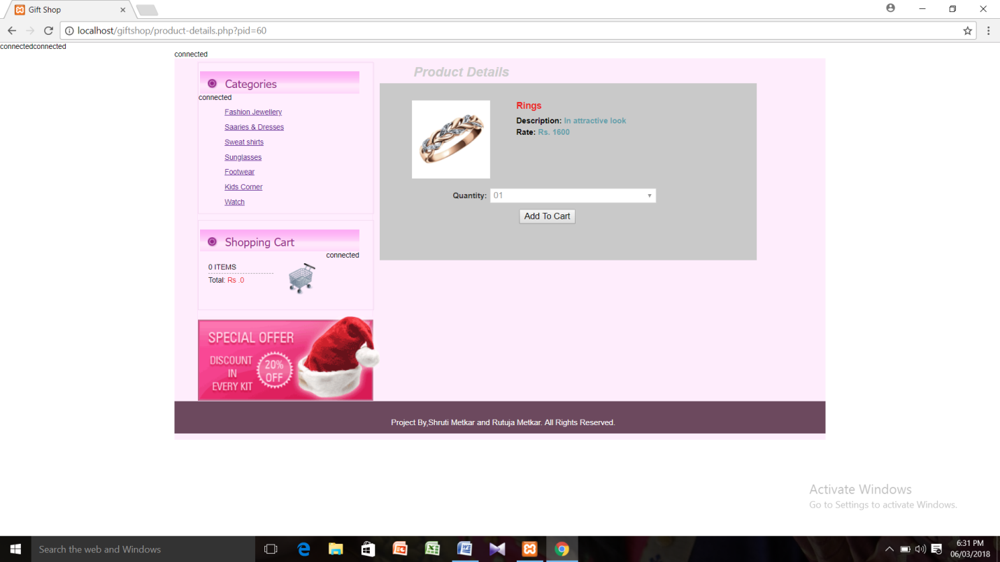 Gift Shop
localhost/giftshop/product-details.php?pid=60
connectedconnected
connected
Categories
connected
Fashion Jewellery
Saaries & Dresses
Sweat shirts
Sunglasses
Footwear
Kids Corner
Watch
Shopping Cart
connected
0 ITEMS
Total: Rs .0
SPECIAL OFFER
DISCOUNT
IN
EVERY KIT
20%
OFF
Product Details
Rings
Description: In attractive look
Rate: Rs. 1600
Quantity: 01
Add To Cart
Project By,Shruti Metkar and Rutuja Metkar. All Rights Reserved.
Activate Windows
Go to Settings to activate Windows.
Search the web and Windows
6:31 PM
06/03/2018